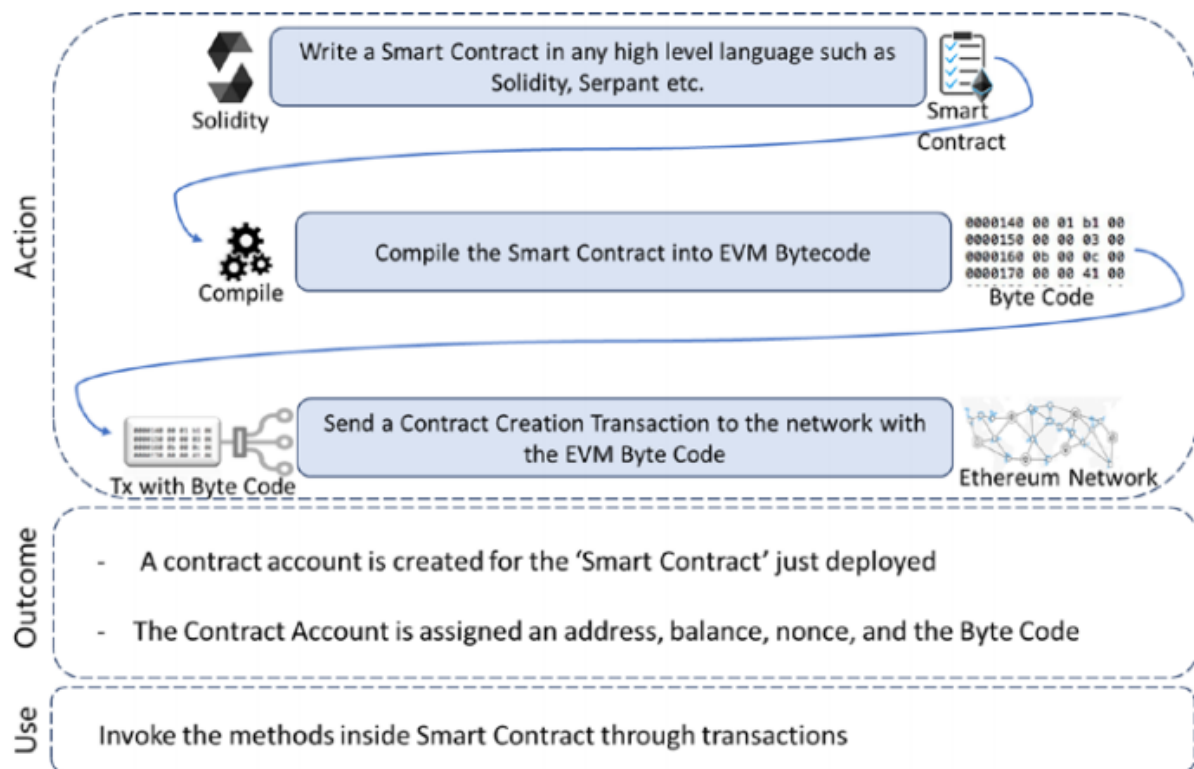 Write a Smart Contract in any high level language such as
Solidity, Serpant etc.
Solidity
Smart
Contract
Action
Compile the Smart Contract into EVM Bytecode
Compile
0000140 00 01 b1 00
0000150 00 00 03 00
0000160 0b 00 0c 00
0000170 00 00 41 00
Byte Code
Send a Contract Creation Transaction to the network with
the EVM Byte Code
Tx with Byte Code
Ethereum Network
Outcome
- A contract account is created for the ‘Smart Contract’ just deployed
- The Contract Account is assigned an address, balance, nonce, and the Byte Code
Use
Invoke the methods inside Smart Contract through transactions